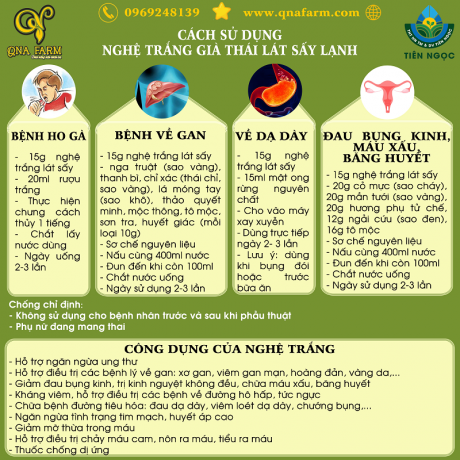 QNA FARM
0969248139
www.qnafarm.com
CÁCH SỬ DỤNG
NGHỆ TRẮNG GIÀ THÁI LÁT SẤY LẠNH
TIÊN NGỌC
BỆNH HO GÀ
- 15g nghệ
trắng lát sấy
- 20ml rượu
trắng
- Thực hiện
chưng cách
thủy 1 tiếng
- Chắt lấy
nước dùng
- Ngày uống
2-3 lần
BỆNH VỀ GAN
- 15g nghệ trắng lát sấy
- nga truật (sao vàng),
thanh bì, chỉ xác (thái chỉ,
sao vàng), lá móng tay
(sao khô), thảo quyết
minh, mộc thông, tô mộc,
sơn tra, huyết giác (mỗi
loại 10g)
- Sơ chế nguyên liệu
- Nấu cùng 400ml nước
- Đun đến khi còn 100ml
- Chắt nước uống
- Ngày sử dụng 2-3 lần
VỀ DẠ DÀY
- 15g nghệ
trắng lát sấy
- 15ml mật ong
rừng nguyên
chất
- Cho vào máy
xay xuyễn
- Dùng trực tiếp
ngày 2- 3 lần
- Lưu ý: dùng
khi bụng đói
hoặc trước
bữa ăn
ĐAU BỤNG KINH,
MÁU XẤU,
BĂNG HUYẾT
- 15g nghệ trắng lát sấy
- 20g cỏ mực (sao cháy),
20g mần tưới (sao vàng),
20g hương phụ tử chế,
12g ngải cứu (sao đen),
16g tô mộc
- Sơ chế nguyên liệu
- Nấu cùng 400ml nước
- Đun đến khi còn 100ml
- Chắt nước uống
- Ngày sử dụng 2-3 lần
Chống chỉ định:
- Không sử dụng cho bệnh nhân trước và sau khi phẫu thuật
- Phụ nữ đang mang thai
CÔNG DỤNG CỦA NGHỆ TRẮNG
- Hỗ trợ ngăn ngừa ung thư
- Hỗ trợ điều trị các bệnh lý về gan: xơ gan, viêm gan mạn, hoàng đản, vàng da,...
- Giảm đau bụng kinh, trị kinh nguyệt không đều, chữa máu xấu, băng huyết
- Kháng viêm, hỗ trợ điều trị các bệnh về đường hô hấp, tức ngực
- Chữa bệnh đường tiêu hóa: đau dạ dày, viêm loét dạ dày, chướng bụng,...
- Ngăn ngừa tình trạng tim mạch, huyết áp cao
- Giảm mỡ thừa trong máu
- Hỗ trợ điều trị chảy máu cam, nôn ra máu, tiểu ra máu
- Thuốc chống dị ứng